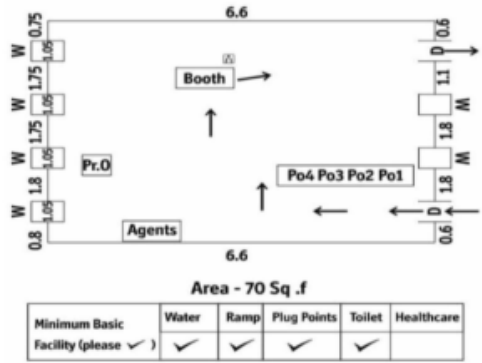 6.6
0.75
0.6
W
1.05
D
1.75
Booth
1.1
W
1.05
W
1.75
1.8
W
1.05
Pr.O
W
Po4 Po3 Po2 Po1
1.8
1.8
W
1.05
D
Agents
0.8
0.6
6.6
Area - 70 Sq .f
Minimum Basic
Facility (please ✓ )
Water
Ramp
Plug Points
Toilet
Healthcare
✓
✓
✓
✓